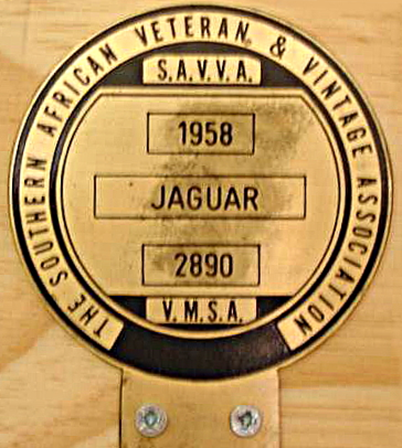 THE SOUTHERN AFRICAN VETERAN & VINTAGE ASSOCIATION
S.A.V.V.A.
1958
JAGUAR
2890
V.M.S.A.